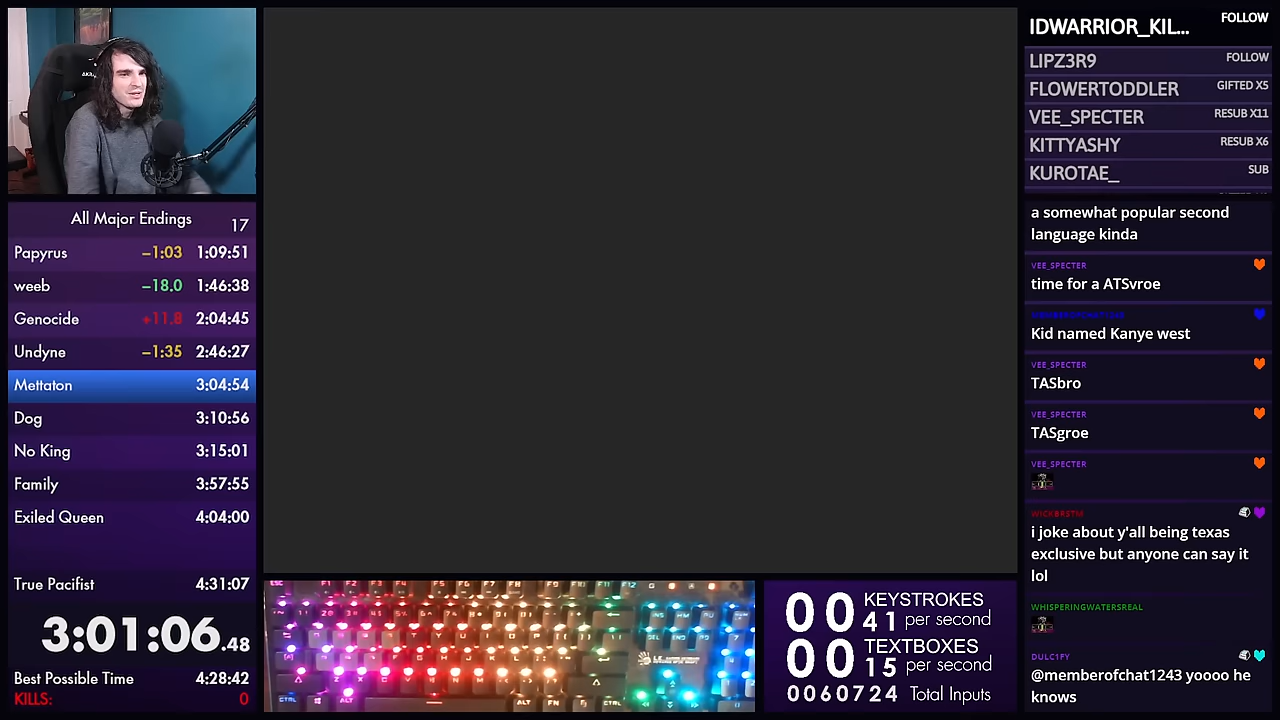 All Major Endings
17
Papyrus −1:03 1:09:51
weeb −18.0 1:46:38
Genocide +11.8 2:04:45
Undyne −1:35 2:46:27
Mettaton 3:04:54
Dog 3:10:56
No King 3:15:01
Family 3:57:55
Exiled Queen 4:04:00
True Pacifist 4:31:07
3:01:06.48
Best Possible Time 4:28:42
KILLS: 0
00 41 KEYSTROKES per second
00 15 TEXTBOXES per second
0060724 Total Inputs
IDWARRIOR_KIL... FOLLOW
LIPZ3R9 FOLLOW
FLOWERTODDLER GIFTED X5
VEE_SPECTER RESUB X11
KITTYASHY RESUB X6
KUROTAE_ SUB
a somewhat popular second
language kinda
VEE_SPECTER
time for a ATSvroe
MEMBEROFCHAT1243
Kid named Kanye west
VEE_SPECTER
TASbro
VEE_SPECTER
TASgroe
VEE_SPECTER
WICKBRSTM
i joke about y'all being texas
exclusive but anyone can say it
lol
WHISPERINGWATERSREAL
DULC1FY
@memberofchat1243 yoooo he
knows